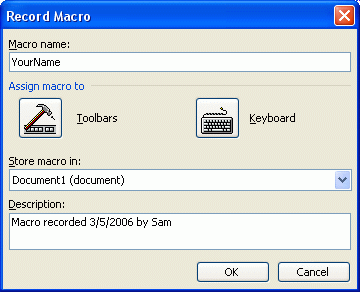 Record Macro
Macro name:
YourName
Assign macro to
Toolbars
Keyboard
Store macro in:
Document1 (document)
Description:
Macro recorded 3/5/2006 by Sam
OK
Cancel